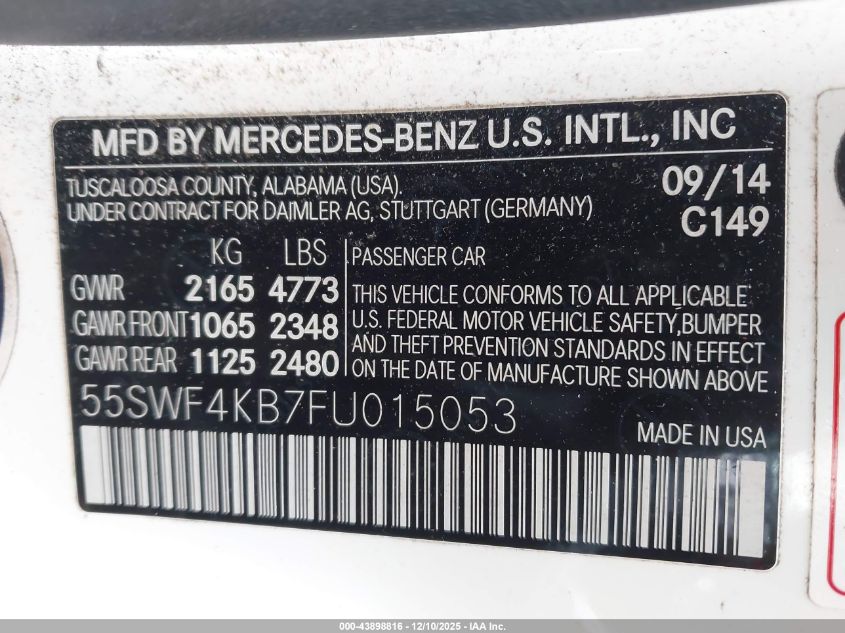 MFD BY MERCEDES-BENZ U.S. INTL., INC
TUSCALOOSA COUNTY, ALABAMA (USA).
UNDER CONTRACT FOR DAIMLER AG, STUTTGART (GERMANY)
09/14
C149
KG LBS
GVWR 2165 4773
GAWR FRONT 1065 2348
GAWR REAR 1125 2480
PASSENGER CAR
THIS VEHICLE CONFORMS TO ALL APPLICABLE
U.S. FEDERAL MOTOR VEHICLE SAFETY,BUMPER
AND THEFT PREVENTION STANDARDS IN EFFECT
ON THE DATE OF MANUFACTURE SHOWN ABOVE
55SWF4KB7FU015053
MADE IN USA
000-43898816 - 12/10/2025 - IAA Inc.